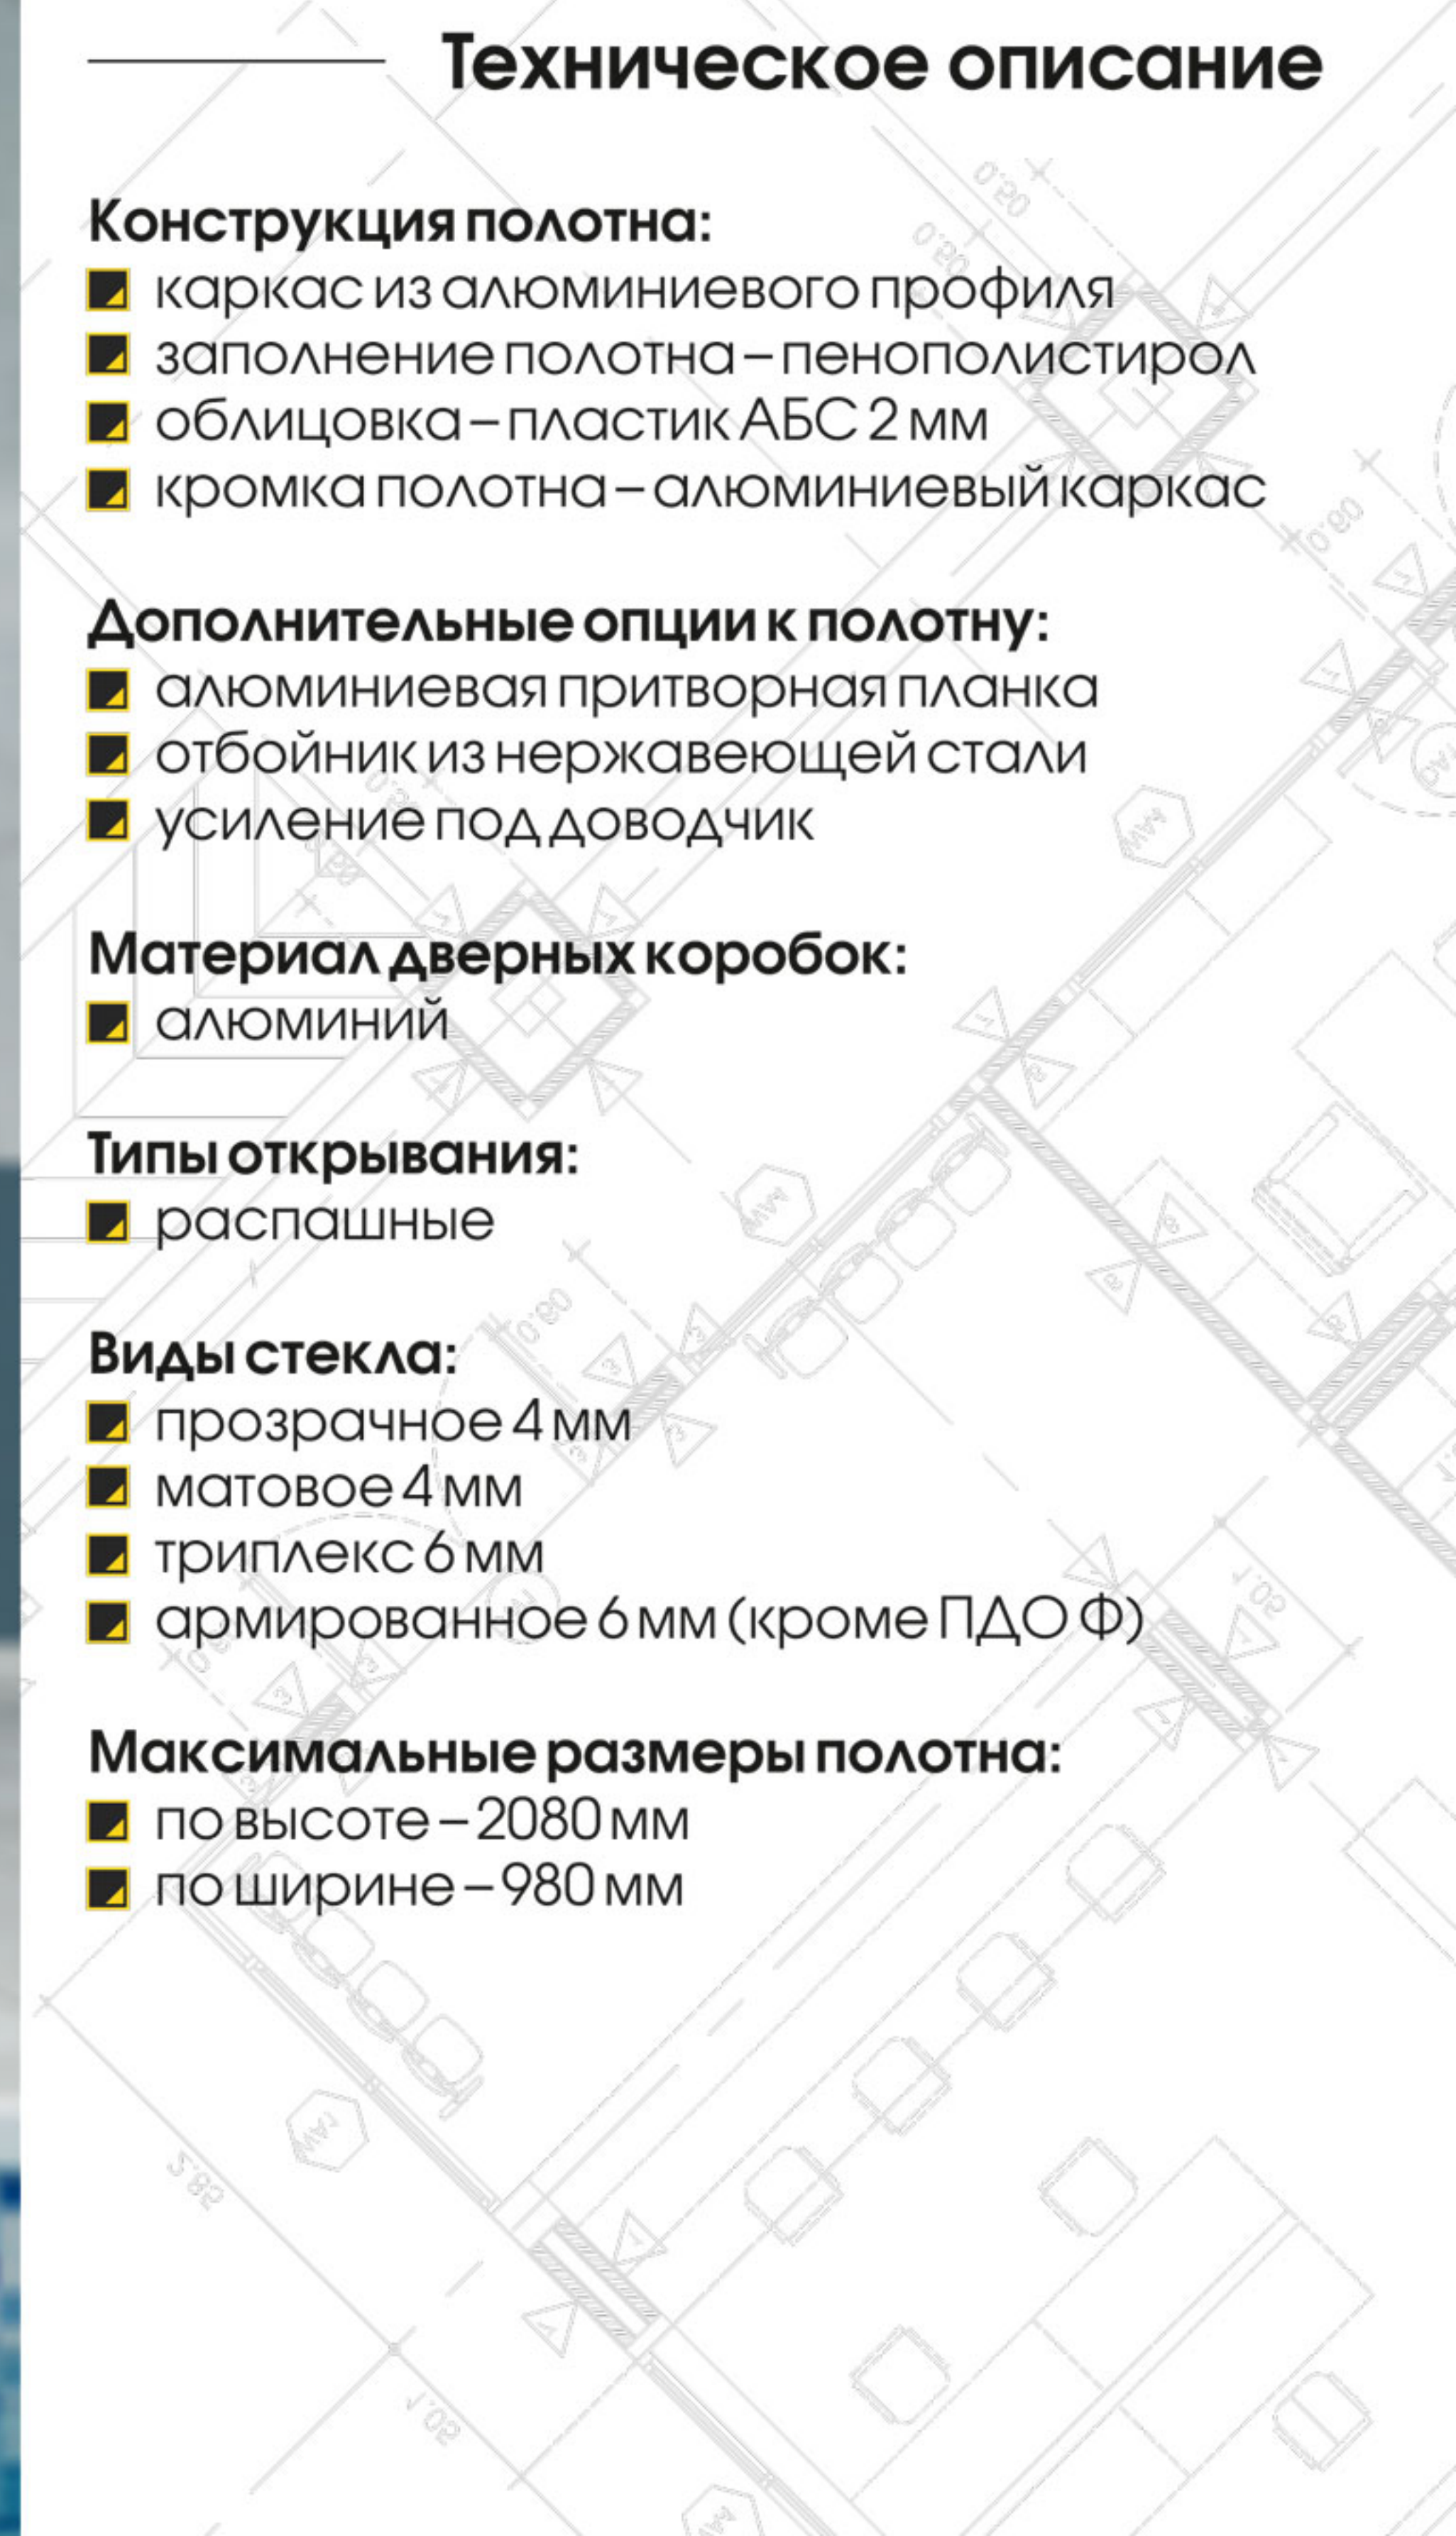 Техническое описание
Конструкция полотна:
каркас из алюминиевого профиля
заполнение полотна – пенополистирол
облицовка – пластик АБС 2 мм
кромка полотна – алюминиевый каркас
Дополнительные опции к полотну:
алюминиевая притворная планка
отбойник из нержавеющей стали
усиление под доводчик
Материал дверных коробок:
алюминий
Типы открывания:
распашные
Виды стекла:
прозрачное 4 мм
матовое 4 мм
триплекс 6 мм
армированное 6 мм (кроме ПДО Ф)
Максимальные размеры полотна:
по высоте – 2080 мм
по ширине – 980 мм